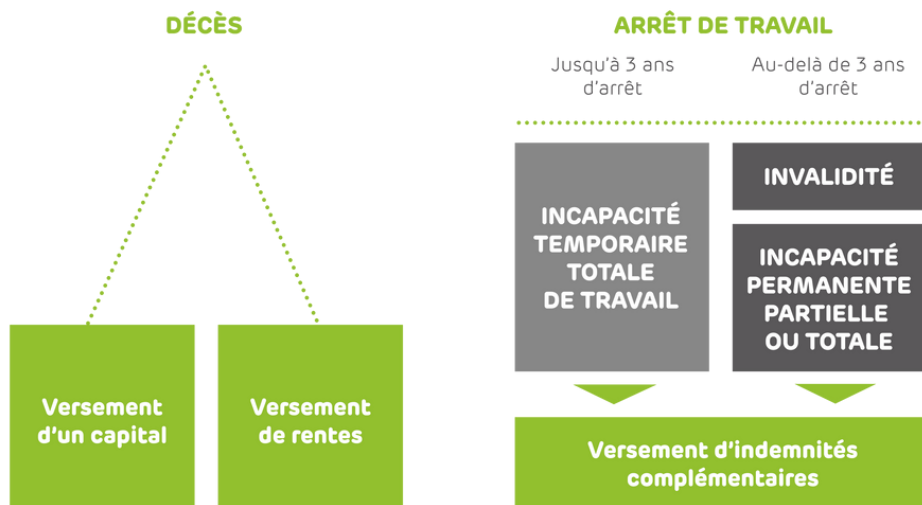 DÉCÈS
Versement
d'un capital
Versement
de rentes
ARRÊT DE TRAVAIL
Jusqu'à 3 ans
d'arrêt
Au-delà de 3 ans
d'arrêt
INCAPACITÉ
TEMPORAIRE
TOTALE
DE TRAVAIL
INVALIDITÉ
INCAPACITÉ
PERMANENTE
PARTIELLE
OU TOTALE
Versement d'indemnités
complémentaires